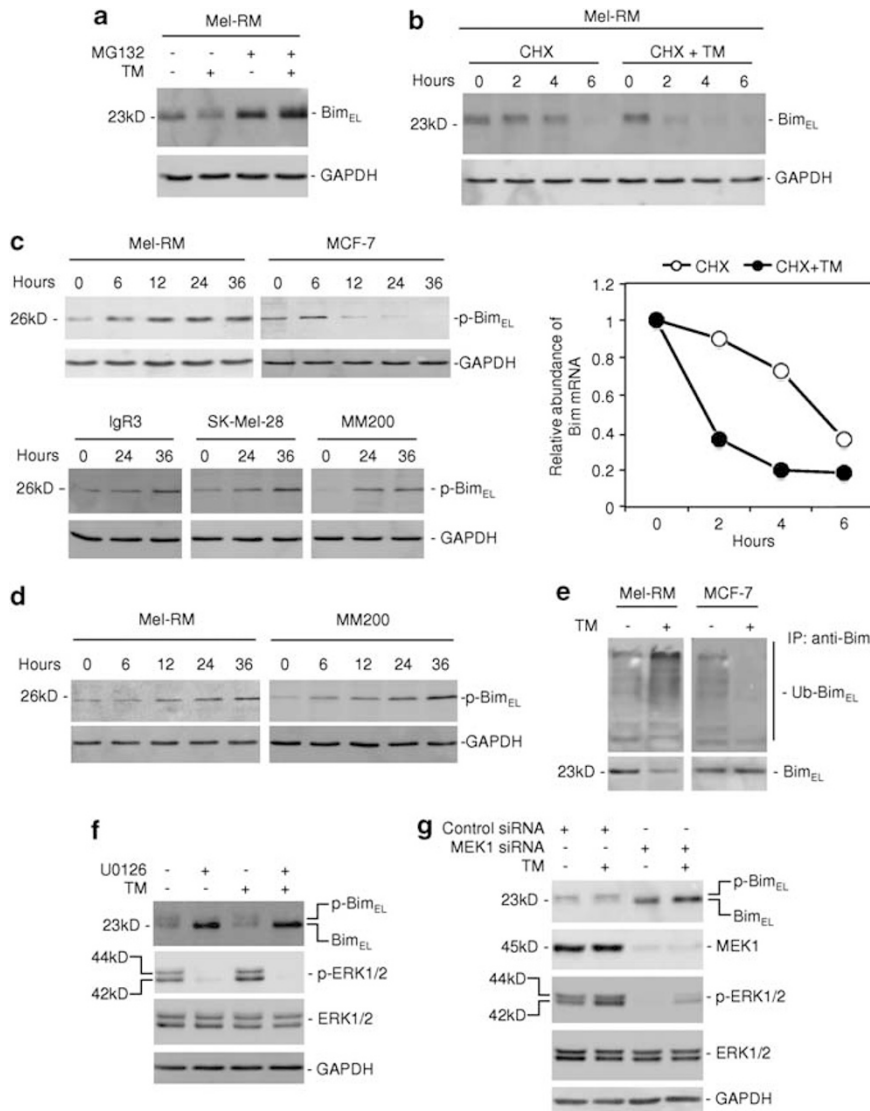 a
Mel-RM
MG132 - - + +
TM - + - +
23kD - - BimEL
- GAPDH
b
Mel-RM
CHX CHX + TM
Hours 0 2 4 6 0 2 4 6
23kD - - BimEL
- GAPDH
c
Mel-RM MCF-7
Hours 0 6 12 24 36 0 6 12 24 36
26kD - -p-BimEL
-GAPDH
IgR3 SK-Mel-28 MM200
Hours 0 24 36 0 24 36 0 24 36
26kD - - p-BimEL
- GAPDH
CHX CHX+TM
Relative abundance of
Bim mRNA
1.2
1
0.8
0.6
0.4
0.2
0
0 2 4 6
Hours
d
Mel-RM MM200
Hours 0 6 12 24 36 0 6 12 24 36
26kD - -p-BimEL
-GAPDH
e
Mel-RM MCF-7
TM - + - +
IP: anti-Bim
- Ub-BimEL
23kD - - BimEL
f
U0126 - + - +
TM - - + +
p-BimEL
23kD - BimEL
44kD
42kD
- p-ERK1/2
ERK1/2
- GAPDH
g
Control siRNA + + - -
MEK1 siRNA - - + +
TM - + - +
p-BimEL
23kD - BimEL
45kD - - MEK1
44kD
42kD
- p-ERK1/2
- ERK1/2
- GAPDH